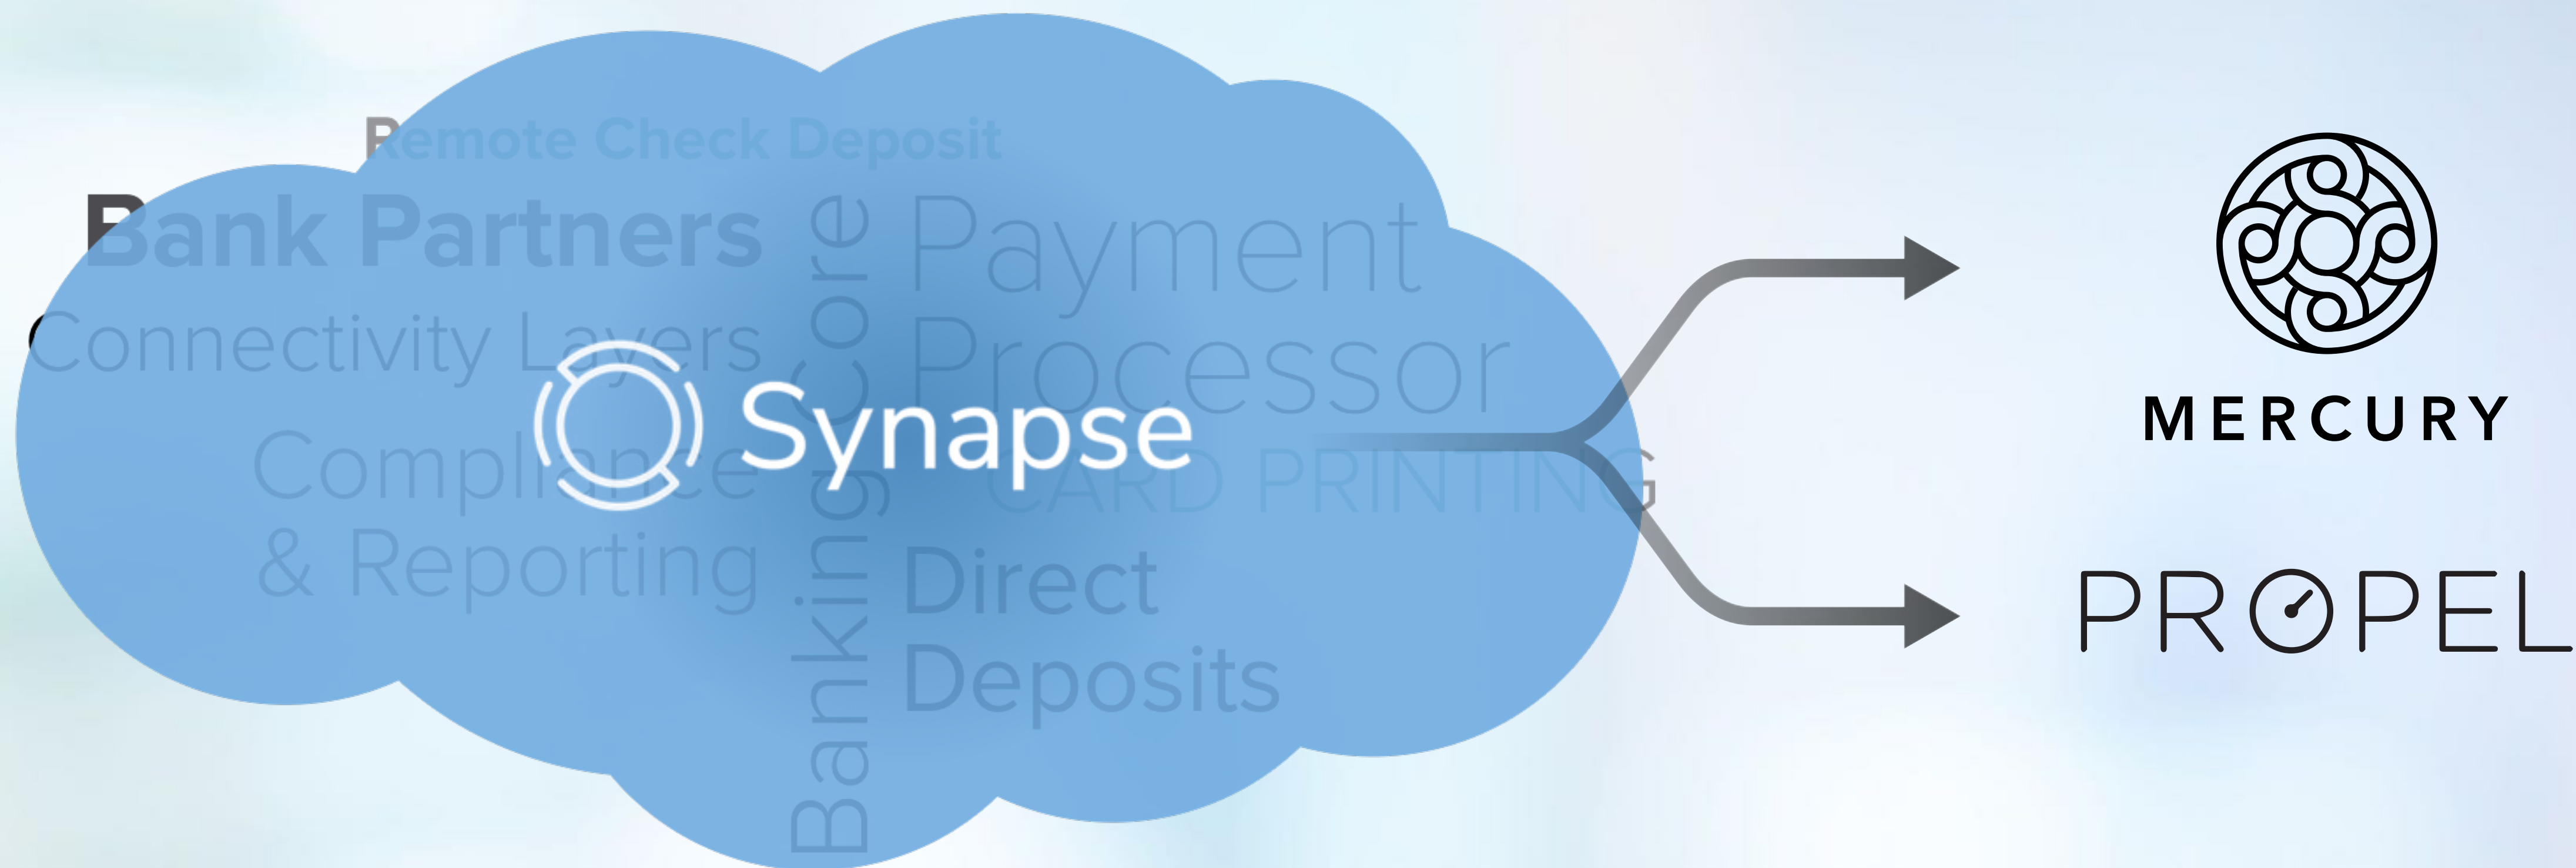 Remote Check Deposit
Bank Partners
Connectivity Layers
Compliance
& Reporting
Banking Core
Payment
Processor
CARD PRINTING
Direct
Deposits
Synapse
MERCURY
PROPEL